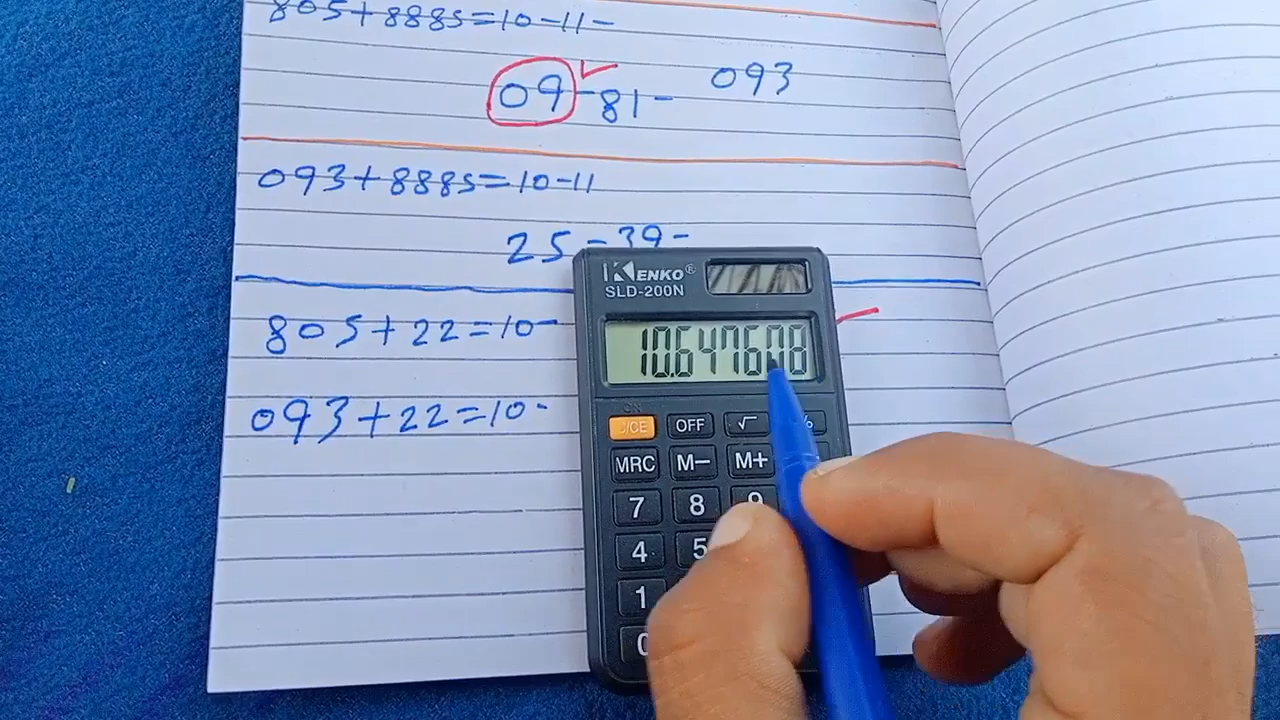 805+8885=10-11-
09-81- 093
093+8885=10-11
25-39-
KENKO®
SLD-200N
10.647608
805+22=10-
093+22=10-
ON
C/CE OFF √ %
MRC M- M+
7 8 9
4 5
1
0